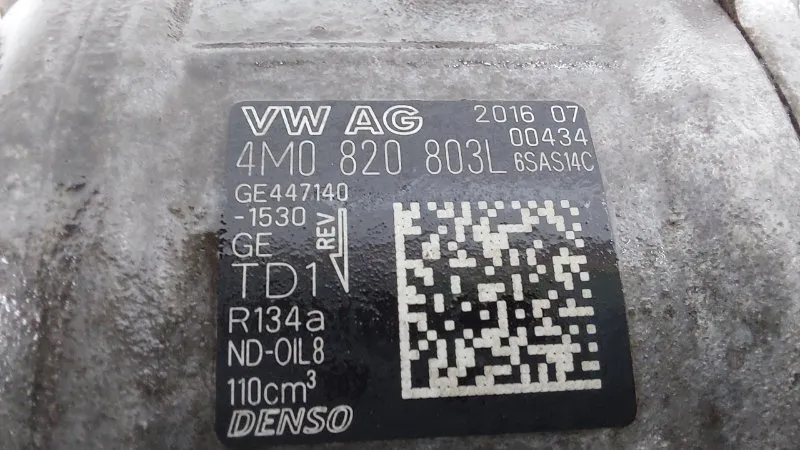 VW AG 2016 07
00434
4M0 820 803L 6SAS14C
GE447140
-1530
REV
GE
TD1
R134a
ND-OIL8
110cm³
DENSO